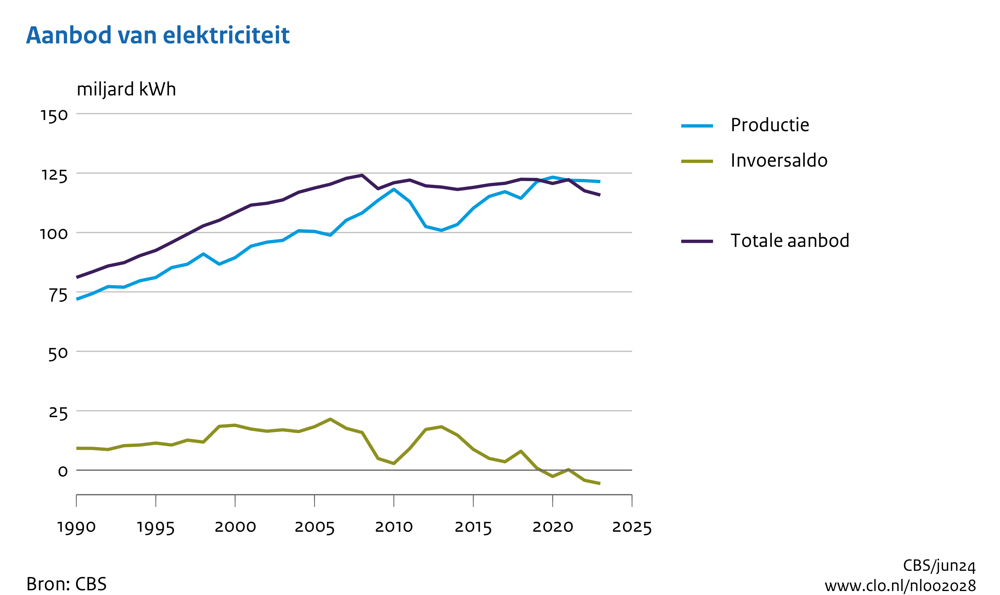 Aanbod van elektriciteit
miljard kWh
150
125
100
75
50
25
0
1990 1995 2000 2005 2010 2015 2020 2025
Productie
Invoersaldo
Totale aanbod
Bron: CBS
CBS/jun24
www.clo.nl/nl002028